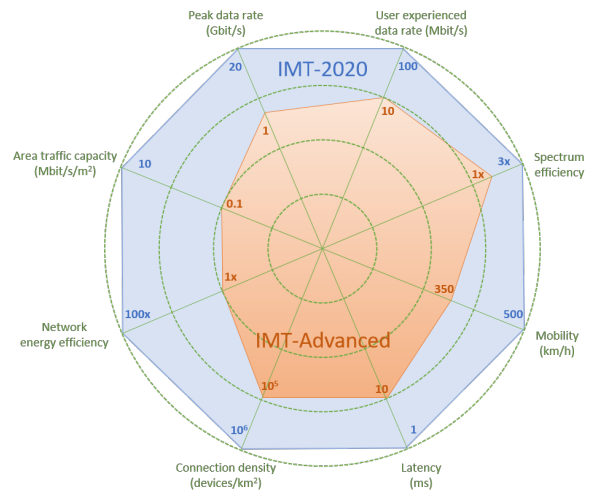 Peak data rate
(Gbit/s)
User experienced
data rate (Mbit/s)
20
IMT-2020
100
1
10
Area traffic capacity
(Mbit/s/m²)
10
3x
Spectrum
efficiency
1x
0.1
1x
350
100x
500
Network
energy efficiency
Mobility
(km/h)
IMT-Advanced
10⁵
10
10⁶
1
Connection density
(devices/km²)
Latency
(ms)